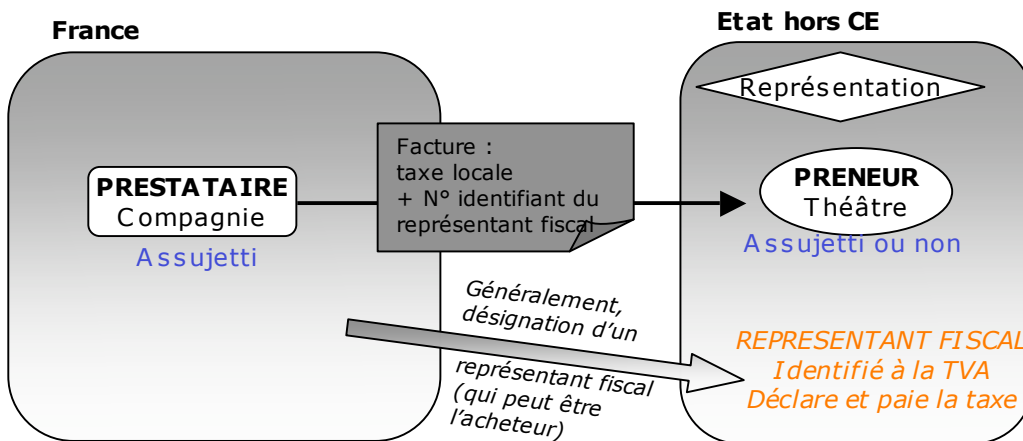 France
Etat hors CE
Représentation
Facture :
taxe locale
+ N° identifiant du
représentant fiscal
PRESTATAIRE
Compagnie
Assujetti
PRENEUR
Théâtre
Assujetti ou non
Généralement,
désignation d'un
représentant fiscal
(qui peut être
l'acheteur)
REPRESENTANT FISCAL
Identifié à la TVA
Déclare et paie la taxe